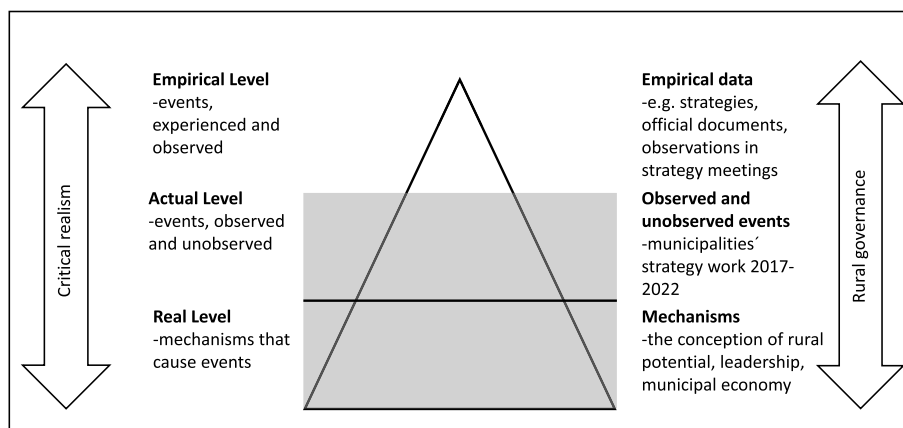 Critical realism
Empirical Level
-events,
experienced and
observed
Actual Level
-events, observed
and unobserved
Real Level
-mechanisms that
cause events
Empirical data
-e.g. strategies,
official documents,
observations in
strategy meetings
Observed and
unobserved events
-municipalities´
strategy work 2017-
2022
Mechanisms
-the conception of rural
potential, leadership,
municipal economy
Rural governance